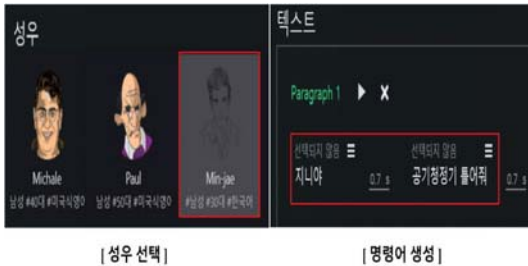 성우
Michale
남성 #40대 #미국식영어
Paul
남성 #50대 #미국식영어
Min-jae
#남성 #30대 #한국어
[ 성우 선택 ]
텍스트
Paragraph 1
선택되지 않음
지니야
0.7 s
선택되지 않음
공기청정기 틀어줘
0.7 s
[ 명령어 생성 ]